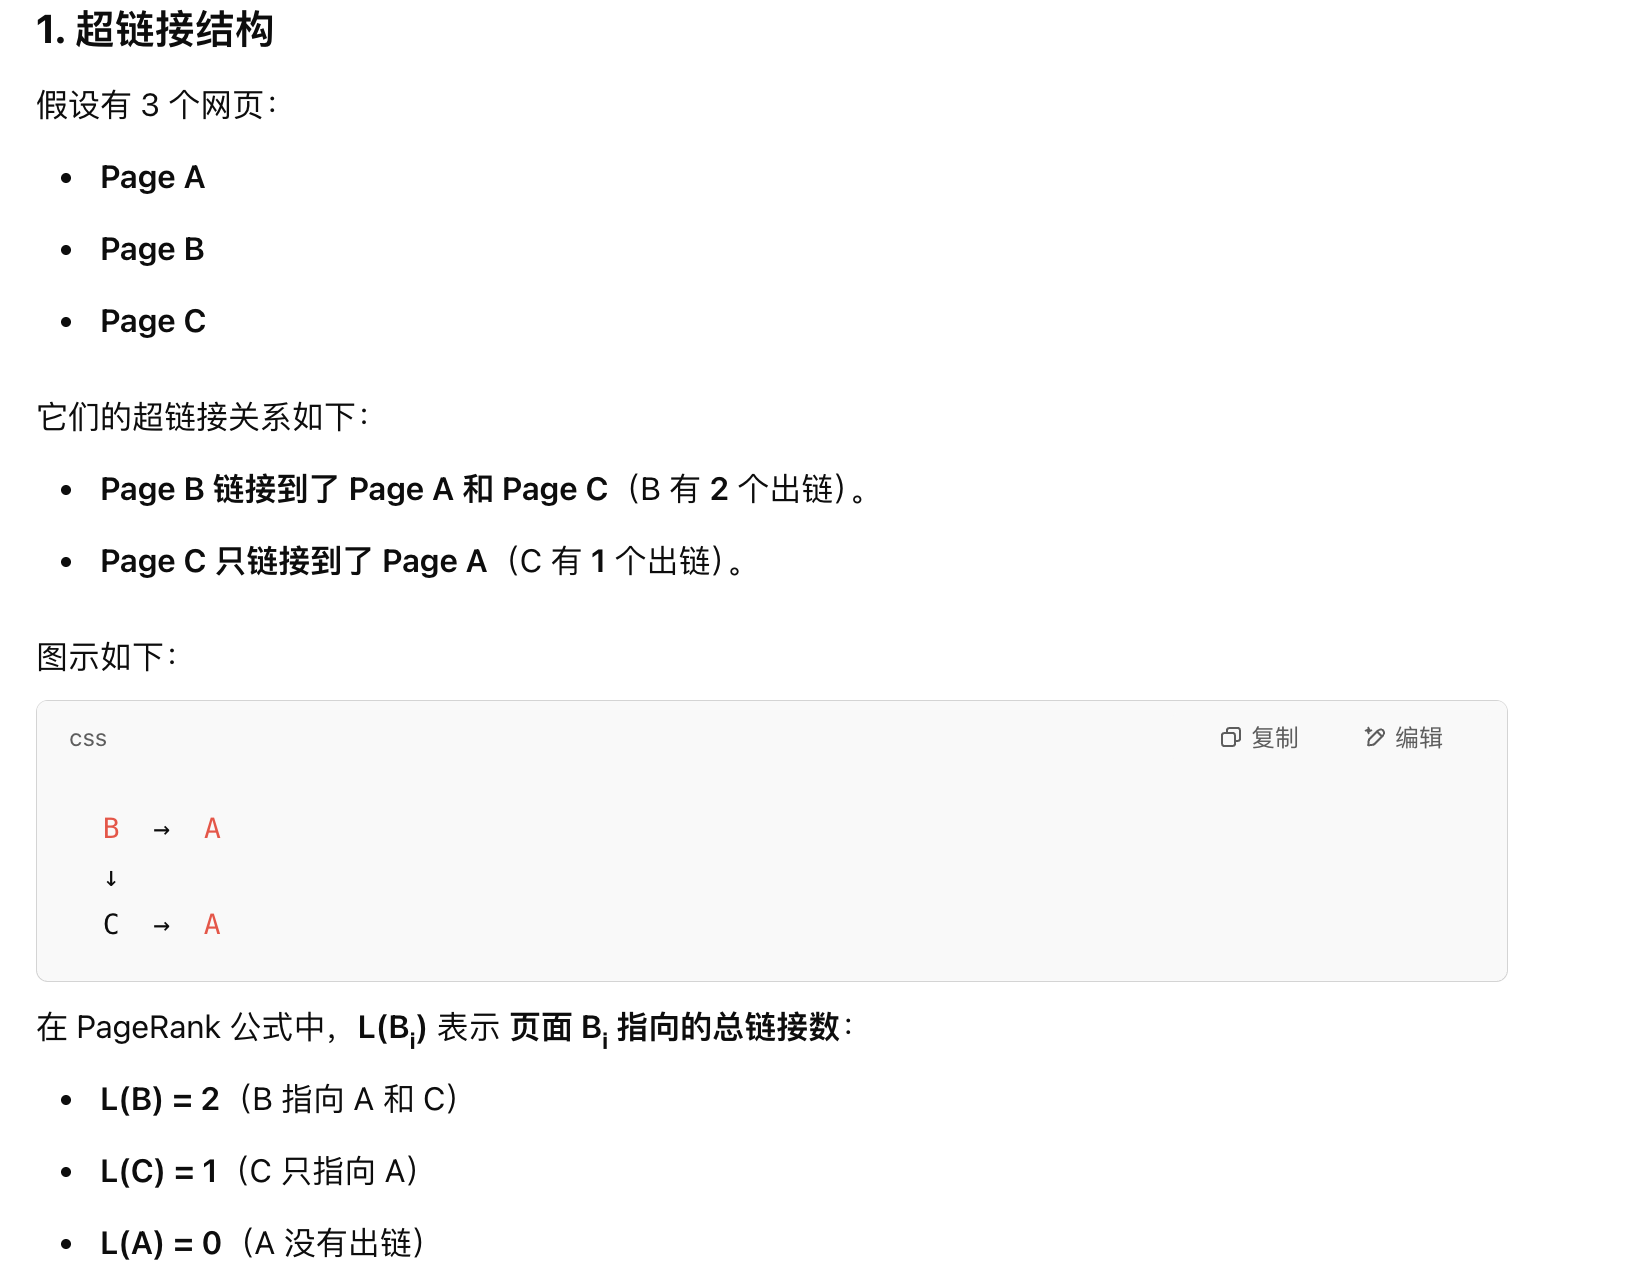 1. 超链接结构
假设有 3 个网页：
• Page A
• Page B
• Page C
它们的超链接关系如下：
• Page B 链接到了 Page A 和 Page C（B 有 2 个出链）。
• Page C 只链接到了 Page A（C 有 1 个出链）。
图示如下：
css 复制 编辑
B → A
↓
C → A
在 PageRank 公式中，L(Bi) 表示 页面 Bi 指向的总链接数：
• L(B) = 2（B 指向 A 和 C）
• L(C) = 1（C 只指向 A）
• L(A) = 0（A 没有出链）